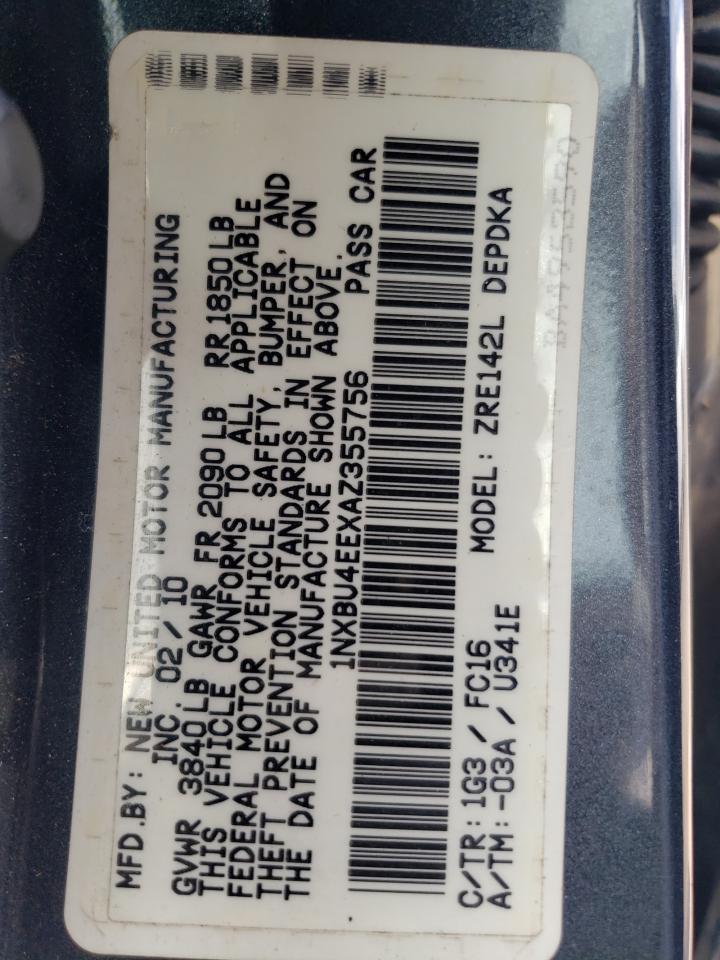 MFD.BY: NEW UNITED MOTOR MANUFACTURING
INC. 02/10
GVWR 3840LB GAWR FR 2090LB RR 1850LB
THIS VEHICLE CONFORMS TO ALL APPLICABLE
FEDERAL MOTOR VEHICLE SAFETY, BUMPER, AND
THEFT PREVENTION STANDARDS IN EFFECT ON
THE DATE OF MANUFACTURE SHOWN ABOVE.
1NXBU4EEXAZ355756 PASS CAR
C/TR: 1G3 / FC16 MODEL: ZRE142L DEPDKA
A/TM: -03A / U341E